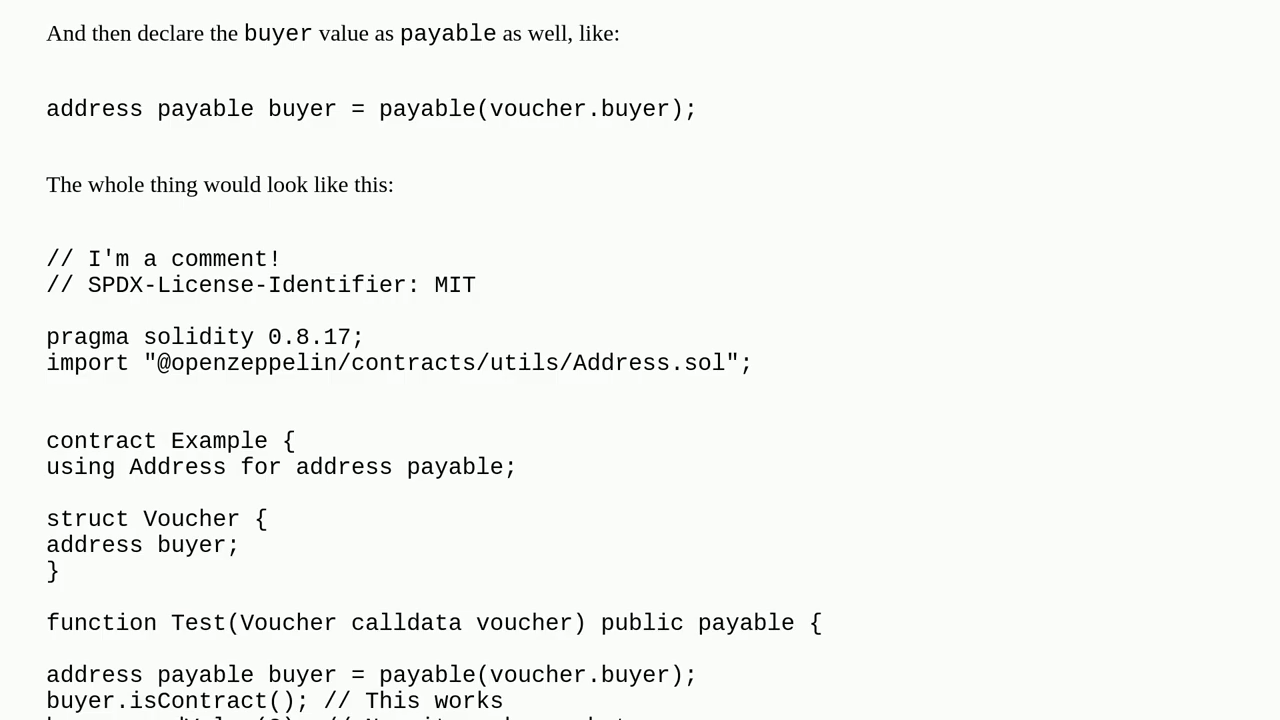 And then declare the buyer value as payable as well, like:
address payable buyer = payable(voucher.buyer);
The whole thing would look like this:
// I'm a comment!
// SPDX-License-Identifier: MIT
pragma solidity 0.8.17;
import "@openzeppelin/contracts/utils/Address.sol";
contract Example {
using Address for address payable;
struct Voucher {
address buyer;
}
function Test(Voucher calldata voucher) public payable {
address payable buyer = payable(voucher.buyer);
buyer.isContract(); // This works